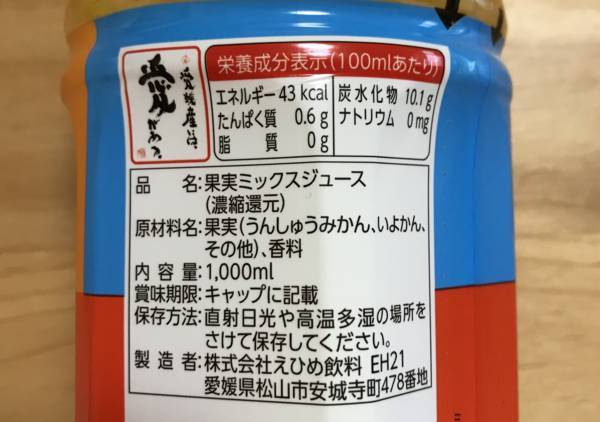 愛媛産には、
愛がある。
栄養成分表示(100mlあたり)
エネルギー 43 kcal
たんぱく質 0.6 g
脂質 0 g
炭水化物 10.1g
ナトリウム 0mg
品名:果実ミックスジュース
(濃縮還元)
原材料名:果実(うんしゅうみかん、いよかん、
その他)、香料
内容量:1,000ml
賞味期限:キャップに記載
保存方法:直射日光や高温多湿の場所を
さけて保存してください。
製造者:株式会社えひめ飲料 EH21
愛媛県松山市安城寺町478番地